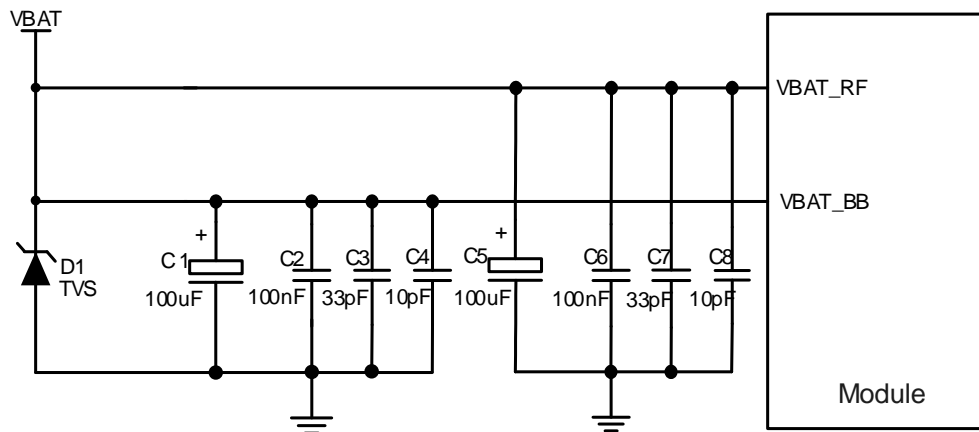 VBAT
VBAT_RF
VBAT_BB
+
+
D1
TVS
C1
100uF
C2
100nF
C3
33pF
C4
10pF
C5
100uF
C6
100nF
C7
33pF
C8
10pF
Module